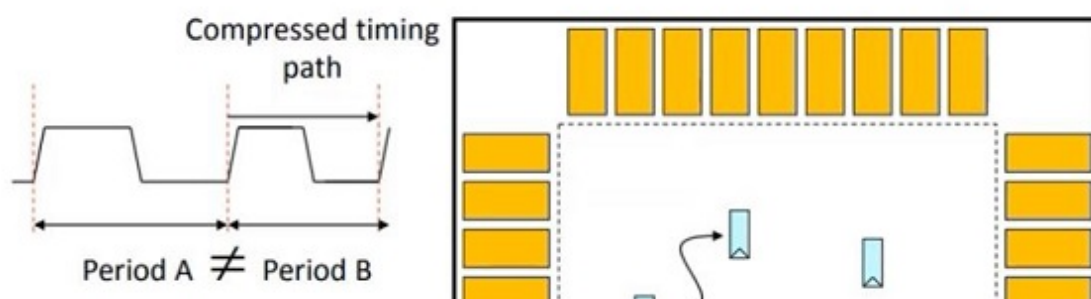 Compressed timing
path
Period A ≠ Period B